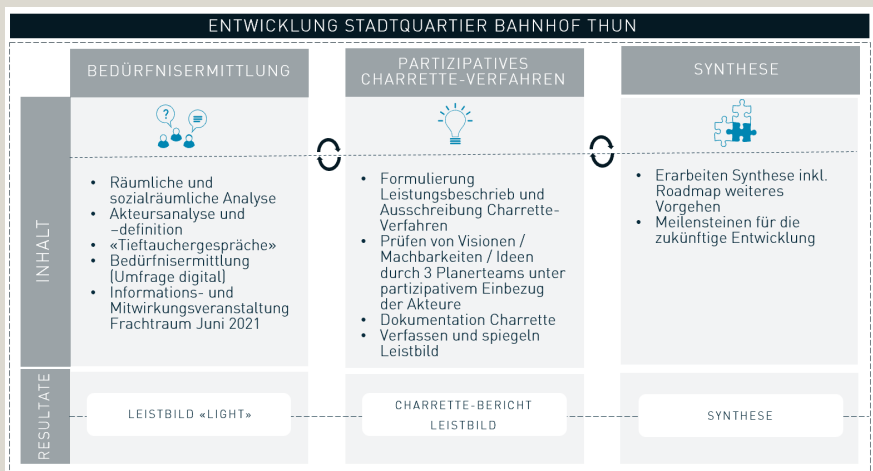 ENTWICKLUNG STADTQUARTIER BAHNHOF THUN
BEDÜRFNISERMITTLUNG
PARTIZIPATIVES
CHARRETTE-VERFAHREN
SYNTHESE
INHALT
?
• Räumliche und
sozialräumliche Analyse
• Akteursanalyse und
–definition
• «Tieftauchergespräche»
• Bedürfnisermittlung
(Umfrage digital)
• Informations- und
Mitwirkungsveranstaltung
Frachtraum Juni 2021
• Formulierung
Leistungsbeschrieb und
Ausschreibung Charrette-
Verfahren
• Prüfen von Visionen /
Machbarkeiten / Ideen
durch 3 Planerteams unter
partizipativem Einbezug
der Akteure
• Dokumentation Charrette
• Verfassen und spiegeln
Leistbild
• Erarbeiten Synthese inkl.
Roadmap weiteres
Vorgehen
• Meilensteinen für die
zukünftige Entwicklung
RESULTATE
LEISTBILD «LIGHT»
CHARRETTE-BERICHT
LEISTBILD
SYNTHESE